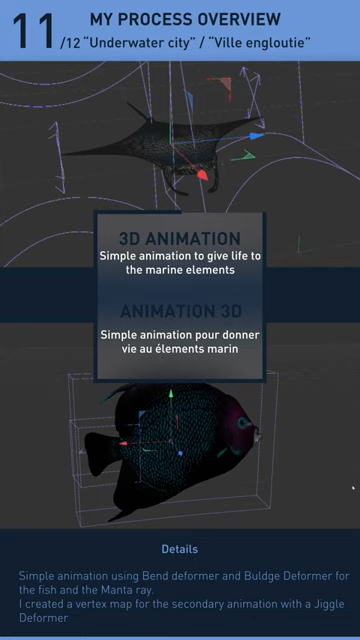 MY PROCESS OVERVIEW
11/12 “Underwater city” / “Ville engloutie”
3D ANIMATION
Simple animation to give life to
the marine elements
ANIMATION 3D
Simple animation pour donner
vie au élements marin
Details
Simple animation using Bend deformer and Buldge Deformer for
the fish and the Manta ray.
I created a vertex map for the secondary animation with a Jiggle
Deformer